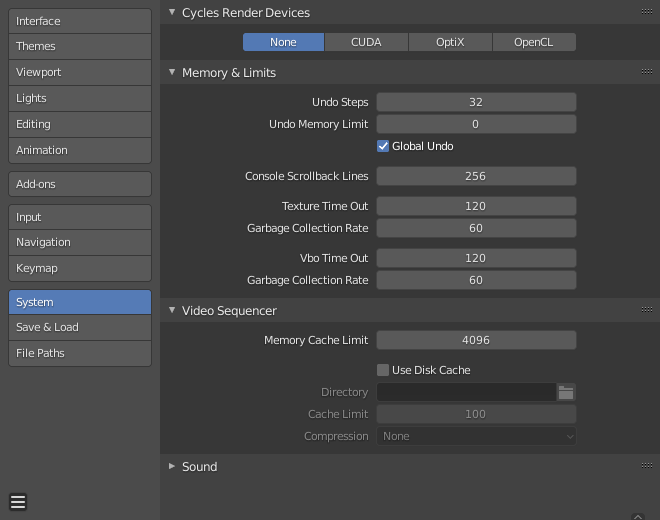 Interface
Themes
Viewport
Lights
Editing
Animation
Add-ons
Input
Navigation
Keymap
System
Save & Load
File Paths
Cycles Render Devices
None CUDA OptiX OpenCL
Memory & Limits
Undo Steps 32
Undo Memory Limit 0
Global Undo
Console Scrollback Lines 256
Texture Time Out 120
Garbage Collection Rate 60
Vbo Time Out 120
Garbage Collection Rate 60
Video Sequencer
Memory Cache Limit 4096
Use Disk Cache
Directory
Cache Limit 100
Compression None
Sound